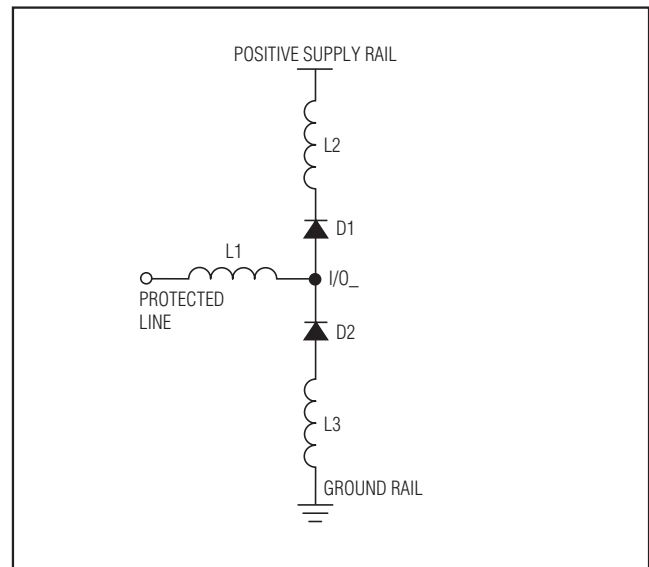 POSITIVE SUPPLY RAIL
L2
D1
L1
I/O_
PROTECTED
LINE
D2
L3
GROUND RAIL